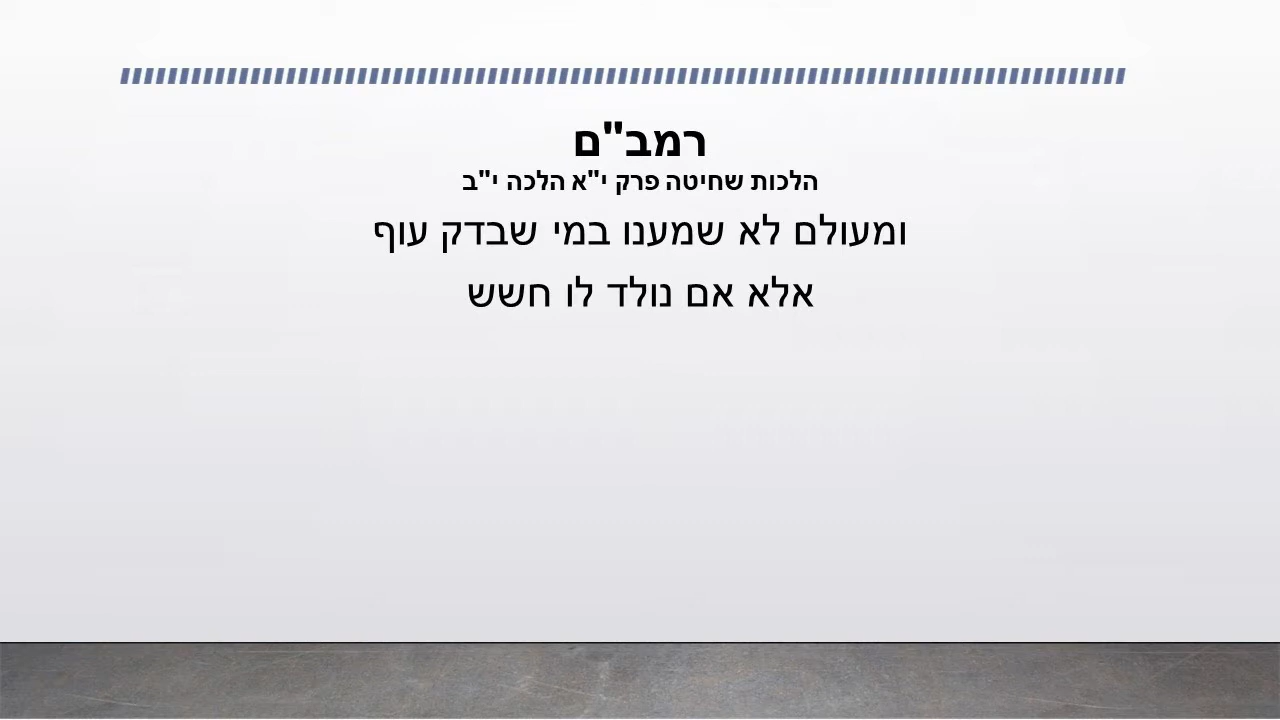 רמב"ם
הלכות שחיטה פרק י"א הלכה י"ב
ומעולם לא שמענו במי שבדק עוף
אלא אם נולד לו חשש